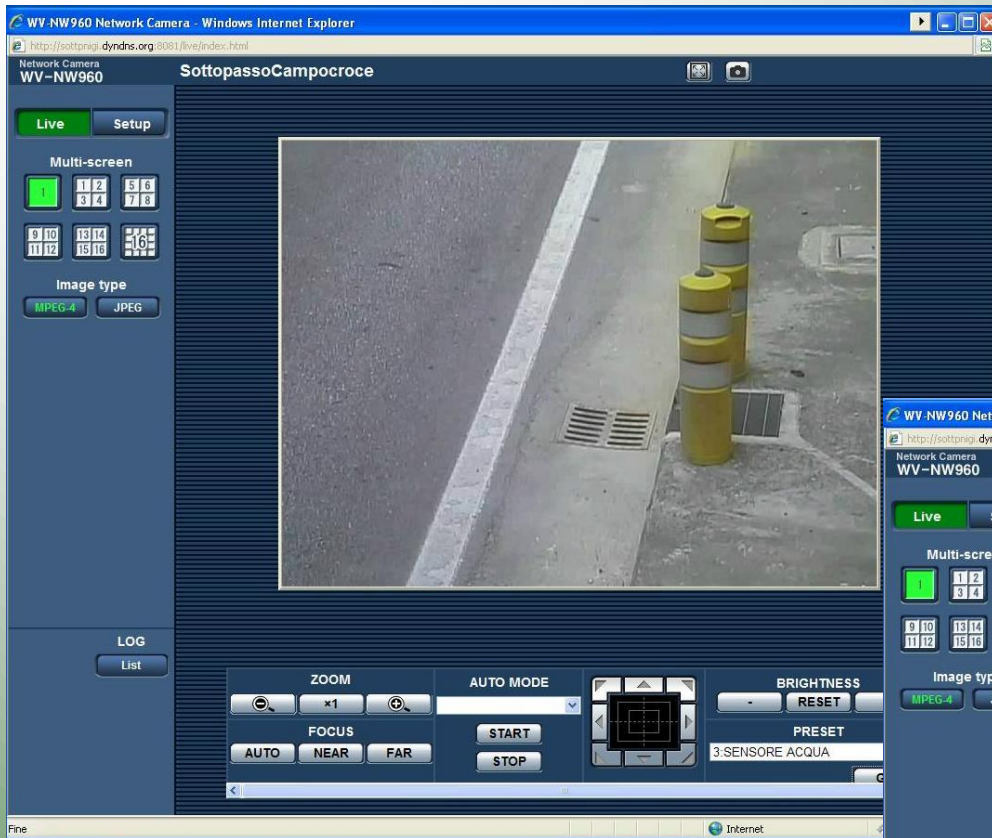 WV-NW960 Network Camera - Windows Internet Explorer
http://sottpnigi.dyndns.org:8081/live/index.html
Network Camera
WV-NW960
SottopassoCampocroce
Live Setup
Multi-screen
1 1 2 3 4 5 6 7 8
9 10 11 12 13 14 15 16 16
Image type
MPEG-4 JPEG
LOG
List
ZOOM
×1
FOCUS
AUTO NEAR FAR
AUTO MODE
START
STOP
BRIGHTNESS
- RESET
PRESET
3:SENSORE ACQUA
Fine
Internet
WV-NW960 Net
http://sottpnigi.dyn
Network Camera
WV-NW960
Live S
Multi-scre
1 1 2 3 4
9 10 11 12 13 14 15 16
Image typ
MPEG-4